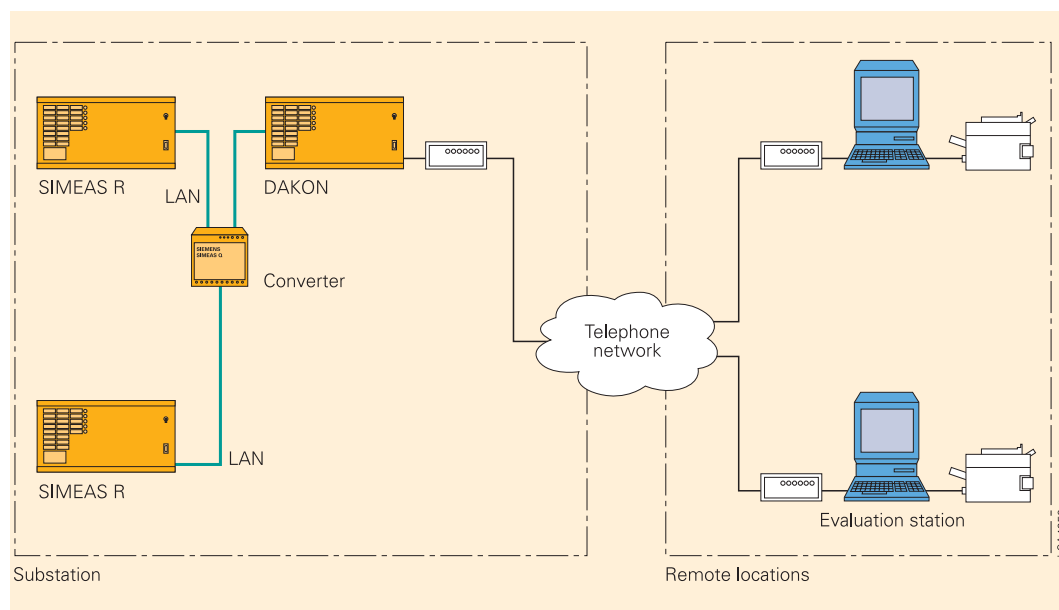 SIMEAS R
LAN
DAKON
SIEMENS
SIMEAS Q
Converter
SIMEAS R
LAN
Telephone
network
Evaluation station
Substation
Remote locations